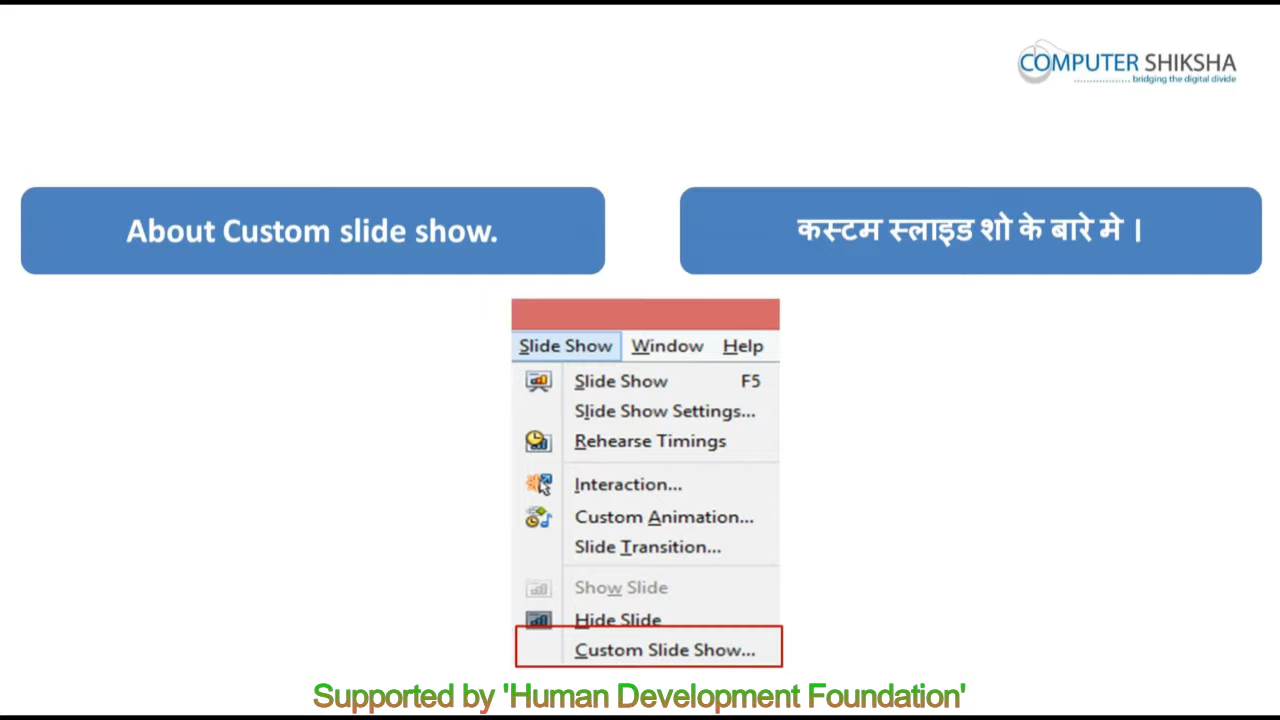 COMPUTER SHIKSHA
bridging the digital divide
About Custom slide show.
कस्टम स्लाइड शो के बारे मे |
Slide Show Window Help
Slide Show F5
Slide Show Settings...
Rehearse Timings
Interaction...
Custom Animation...
Slide Transition...
Show Slide
Hide Slide
Custom Slide Show...
Supported by 'Human Development Foundation'